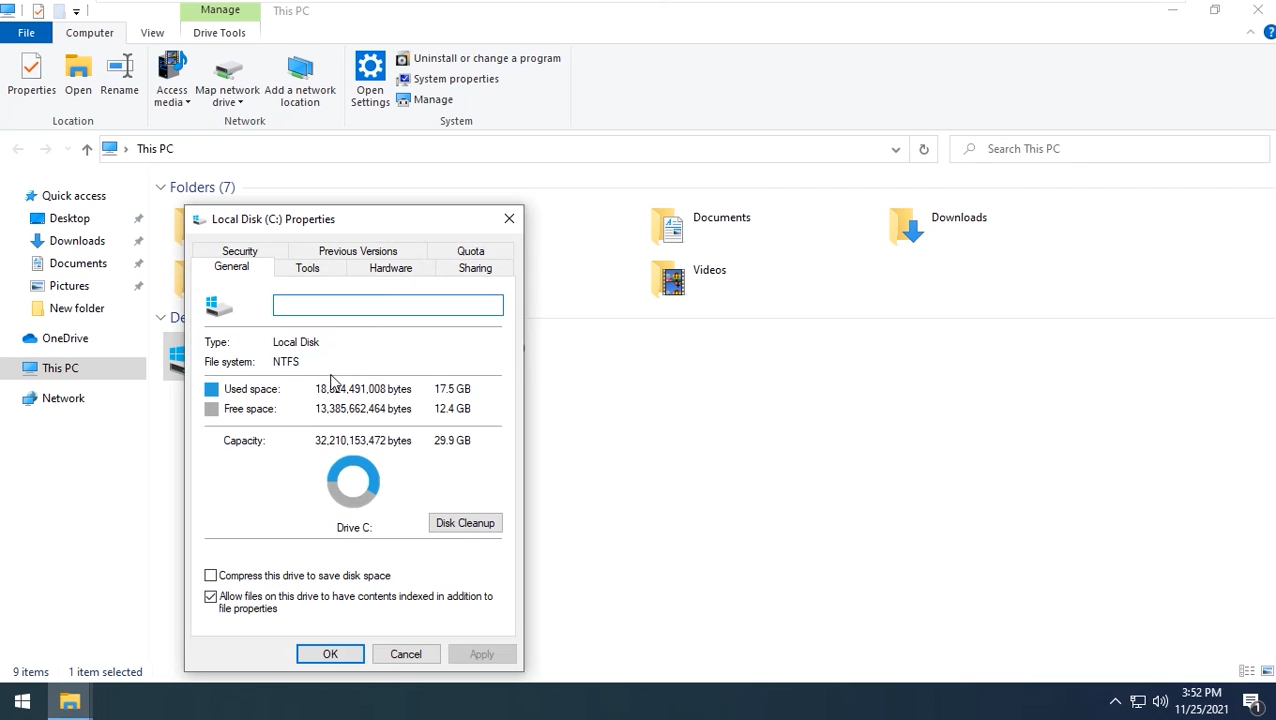 Manage
This PC
File
Computer
View
Drive Tools
Properties
Open
Rename
Access media
Map network drive
Add a network location
Open Settings
Uninstall or change a program
System properties
Manage
Location
Network
System
This PC
Search This PC
Quick access
Desktop
Downloads
Documents
Pictures
New folder
OneDrive
This PC
Network
Folders (7)
Documents
Downloads
Videos
Local Disk (C:) Properties
Security
Previous Versions
Quota
General
Tools
Hardware
Sharing
Type: Local Disk
File system: NTFS
Used space: bytes 17.5 GB
Free space: 13,385,662,464 bytes 12.4 GB
Capacity: 32,210,153,472 bytes 29.9 GB
Drive C:
Disk Cleanup
Compress this drive to save disk space
Allow files on this drive to have contents indexed in addition to
file properties
OK
Cancel
Apply
9 items
1 item selected
3:52 PM
11/25/2021
1